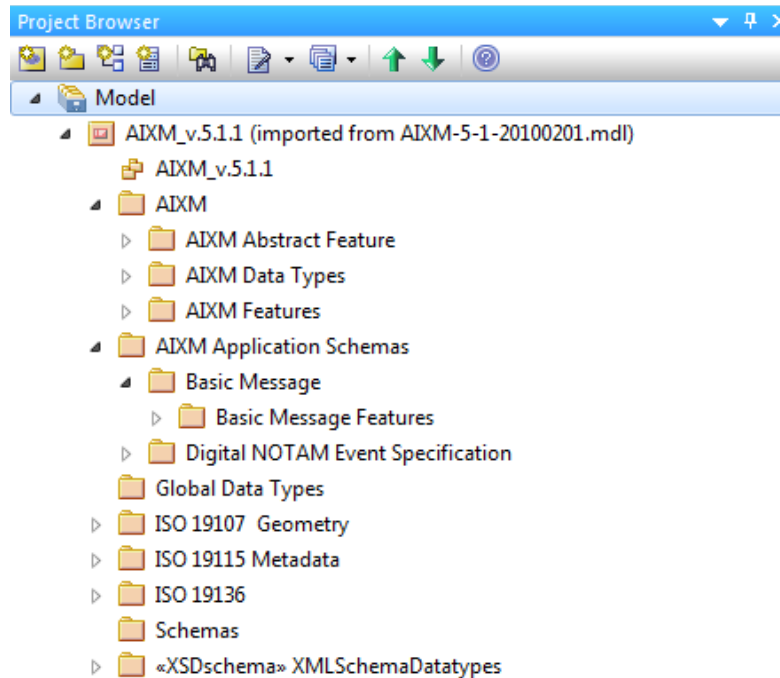 Project Browser
Model
AIXM_v.5.1.1 (imported from AIXM-5-1-20100201.mdl)
AIXM_v.5.1.1
AIXM
AIXM Abstract Feature
AIXM Data Types
AIXM Features
AIXM Application Schemas
Basic Message
Basic Message Features
Digital NOTAM Event Specification
Global Data Types
ISO 19107  Geometry
ISO 19115 Metadata
ISO 19136
Schemas
«XSDschema» XMLSchemaDatatypes